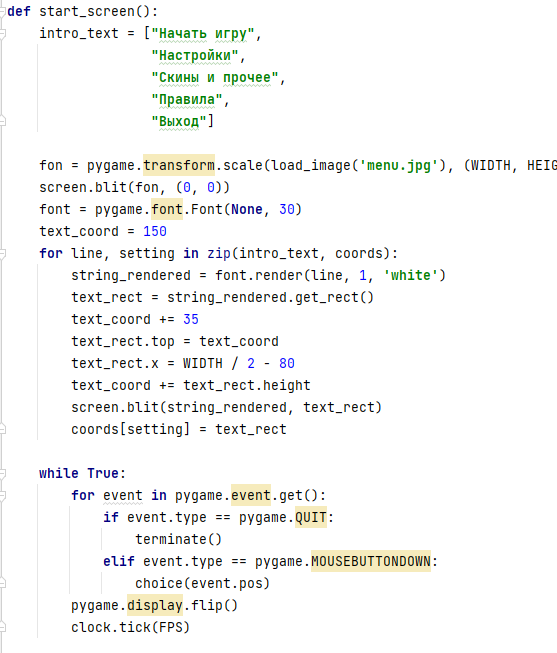 def start_screen():
    intro_text = ["Начать игру",
                  "Настройки",
                  "Скины и прочее",
                  "Правила",
                  "Выход"]

    fon = pygame.transform.scale(load_image('menu.jpg'), (WIDTH, HEIG
    screen.blit(fon, (0, 0))
    font = pygame.font.Font(None, 30)
    text_coord = 150
    for line, setting in zip(intro_text, coords):
        string_rendered = font.render(line, 1, 'white')
        text_rect = string_rendered.get_rect()
        text_coord += 35
        text_rect.top = text_coord
        text_rect.x = WIDTH / 2 - 80
        text_coord += text_rect.height
        screen.blit(string_rendered, text_rect)
        coords[setting] = text_rect

    while True:
        for event in pygame.event.get():
            if event.type == pygame.QUIT:
                terminate()
            elif event.type == pygame.MOUSEBUTTONDOWN:
                choice(event.pos)
        pygame.display.flip()
        clock.tick(FPS)